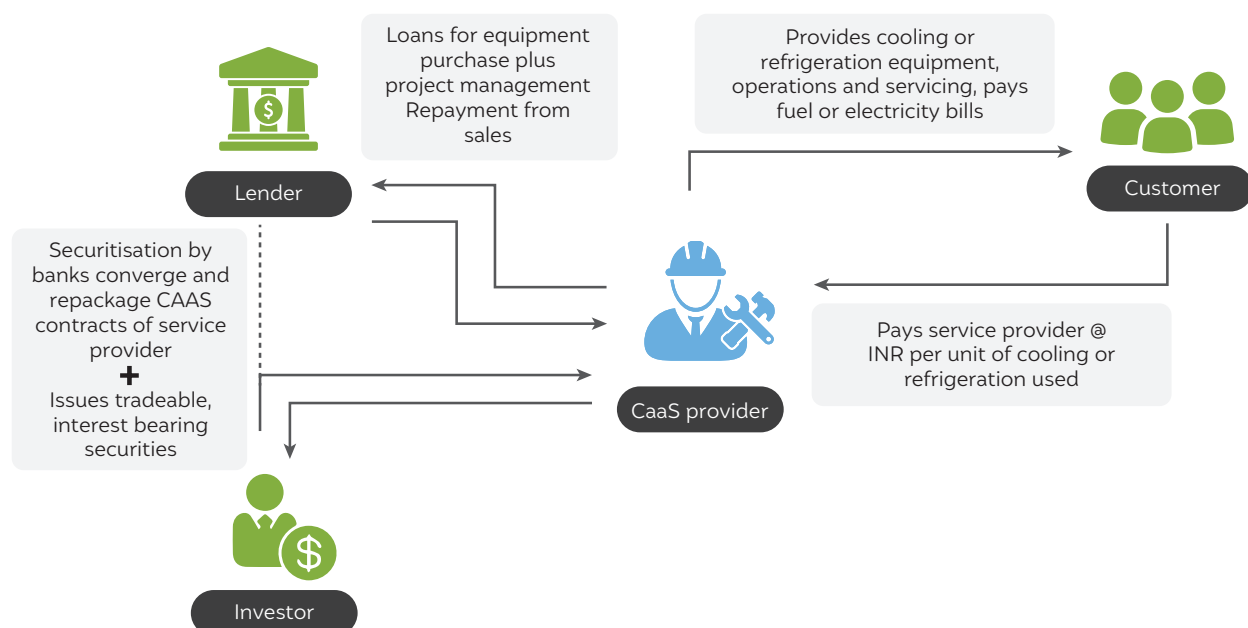 Loans for equipment
purchase plus
project management
Repayment from
sales
Provides cooling or
refrigeration equipment,
operations and servicing, pays
fuel or electricity bills
$
Lender
Customer
Securitisation by
banks converge and
repackage CAAS
contracts of service
provider
+
Issues tradeable,
interest bearing
securities
Pays service provider @
INR per unit of cooling or
refrigeration used
CaaS provider
$
Investor